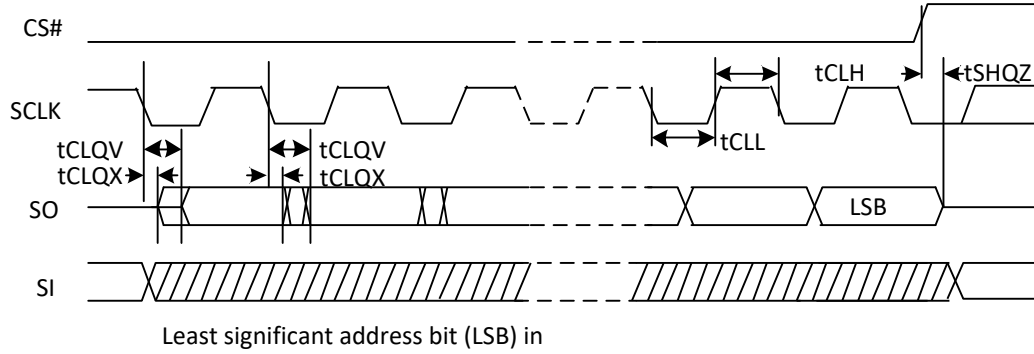 CS#
tCLH
tSHQZ
SCLK
tCLL
tCLQV
tCLQV
tCLQX
tCLQX
SO
LSB
SI
Least significant address bit (LSB) in